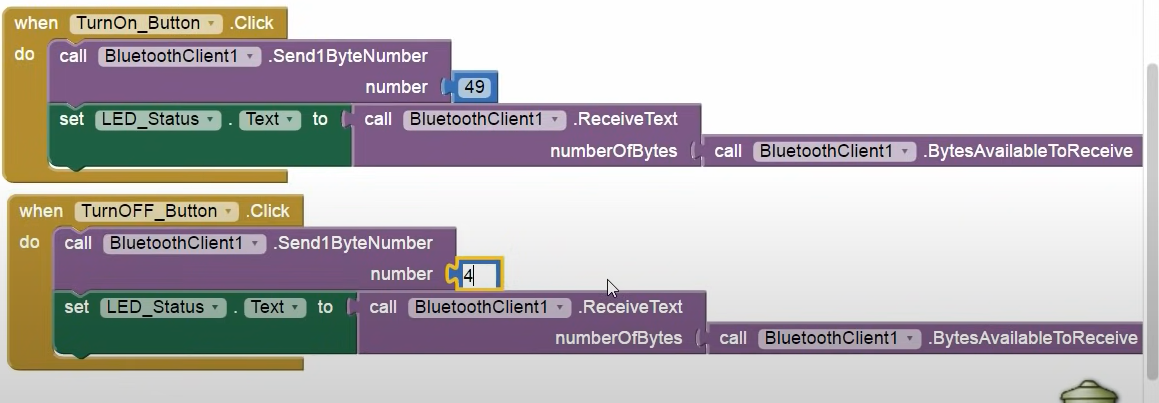 when TurnOn_Button .Click
do call BluetoothClient1 .Send1ByteNumber
number 49
set LED_Status . Text to call BluetoothClient1 .ReceiveText
numberOfBytes call BluetoothClient1 .BytesAvailableToReceive
when TurnOFF_Button .Click
do call BluetoothClient1 .Send1ByteNumber
number 4
set LED_Status . Text to call BluetoothClient1 .ReceiveText
numberOfBytes call BluetoothClient1 .BytesAvailableToReceive